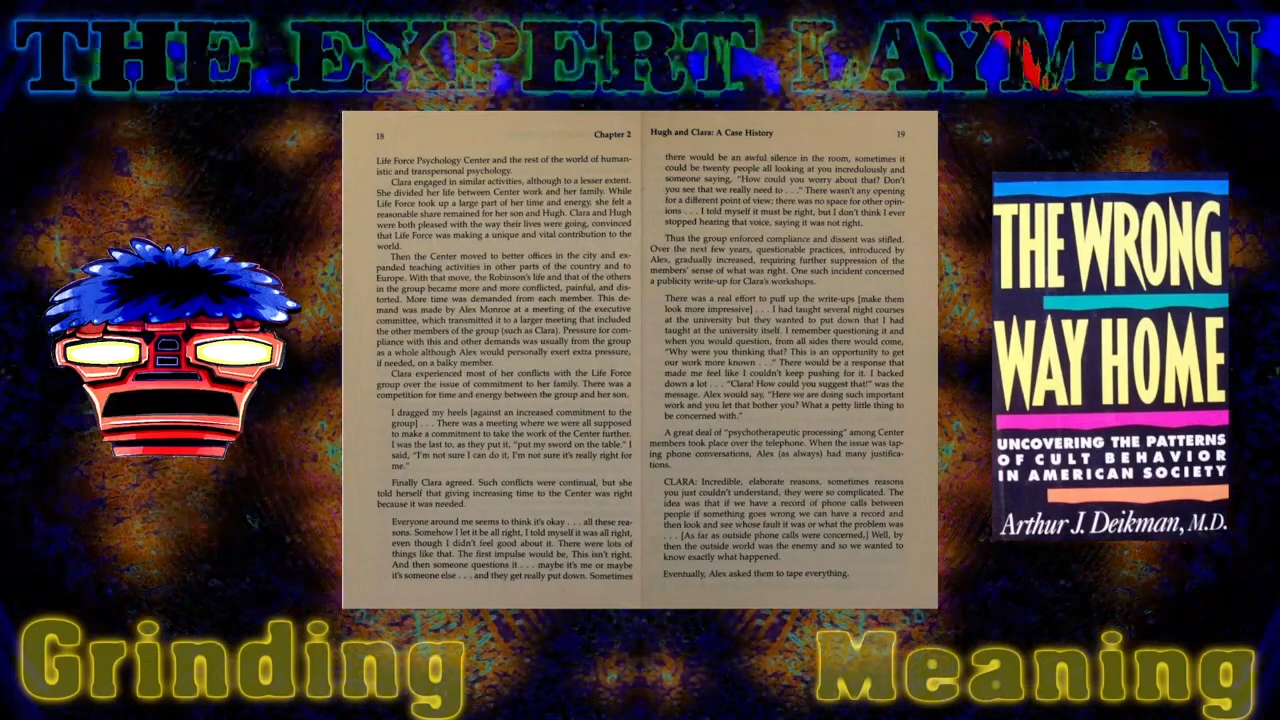 THE EXPERT LAYMAN
18 Chapter 2
Life Force Psychology Center and the rest of the world of human-
istic and transpersonal psychology.
Clara engaged in similar activities, although to a lesser extent.
She divided her life between Center work and her family. While
Life Force took up a large part of her time and energy, she felt a
reasonable share remained for her son and Hugh. Clara and Hugh
were both pleased with the way their lives were going, convinced
that Life Force was making a unique and vital contribution to the
world.
Then the Center moved to better offices in the city and ex-
panded teaching activities in other parts of the country and to
Europe. With that move, the Robinson's life and that of the others
in the group became more and more conflicted, painful, and dis-
torted. More time was demanded from each member. This de-
mand was made by Alex Monroe at a meeting of the executive
committee, which transmitted it to a larger meeting that included
the other members of the group (such as Clara). Pressure for com-
pliance with this and other demands was usually from the group
as a whole although Alex would personally exert extra pressure,
if needed, on a balky member.
Clara experienced most of her conflicts with the Life Force
group over the issue of commitment to her family. There was a
competition for time and energy between the group and her son.
I dragged my heels [against an increased commitment to the
group] . . . There was a meeting where we were all supposed
to make a commitment to take the work of the Center further.
I was the last to, as they put it, "put my sword on the table." I
said, "I'm not sure I can do it, I'm not sure it's really right for
me."
Finally Clara agreed. Such conflicts were continual, but she
told herself that giving increasing time to the Center was right
because it was needed.
Everyone around me seems to think it's okay . . . all these rea-
sons. Somehow I let it be all right, I told myself it was all right,
even though I didn't feel good about it. There were lots of
things like that. The first impulse would be, This isn't right.
And then someone questions it . . . maybe it's me or maybe
it's someone else . . . and they get really put down. Sometimes
Hugh and Clara: A Case History 19
there would be an awful silence in the room, sometimes it
could be twenty people all looking at you incredulously and
someone saying, "How could you worry about that? Don't
you see that we really need to . . ." There wasn't any opening
for a different point of view; there was no space for other opin-
ions . . . I told myself it must be right, but I don't think I ever
stopped hearing that voice, saying it was not right.
Thus the group enforced compliance and dissent was stifled.
Over the next few years, questionable practices, introduced by
Alex, gradually increased, requiring further suppression of the
members' sense of what was right. One such incident concerned
a publicity write-up for Clara's workshops.
There was a real effort to puff up the write-ups [make them
look more impressive] . . . I had taught several night courses
at the university but they wanted to put down that I had
taught at the university itself. I remember questioning it and
when you would question, from all sides there would come,
"Why were you thinking that? This is an opportunity to get
our work more known . . ." There would be a response that
made me feel like I couldn't keep pushing for it. I backed
down a lot . . . "Clara! How could you suggest that!" was the
message. Alex would say, "Here we are doing such important
work and you let that bother you? What a petty little thing to
be concerned with."
A great deal of "psychotherapeutic processing" among Center
members took place over the telephone. When the issue was tap-
ing phone conversations, Alex (as always) had many justifica-
tions.
CLARA: Incredible, elaborate reasons, sometimes reasons
you just couldn't understand, they were so complicated. The
idea was that if we have a record of phone calls between
people if something goes wrong we can have a record and
then look and see whose fault it was or what the problem was
. . . [As far as outside phone calls were concerned,] Well, by
then the outside world was the enemy and so we wanted to
know exactly what happened.
Eventually, Alex asked them to tape everything.
THE WRONG
WAY HOME
UNCOVERING THE PATTERNS
OF CULT BEHAVIOR
IN AMERICAN SOCIETY
Arthur J. Deikman, M.D.
Grinding Meaning